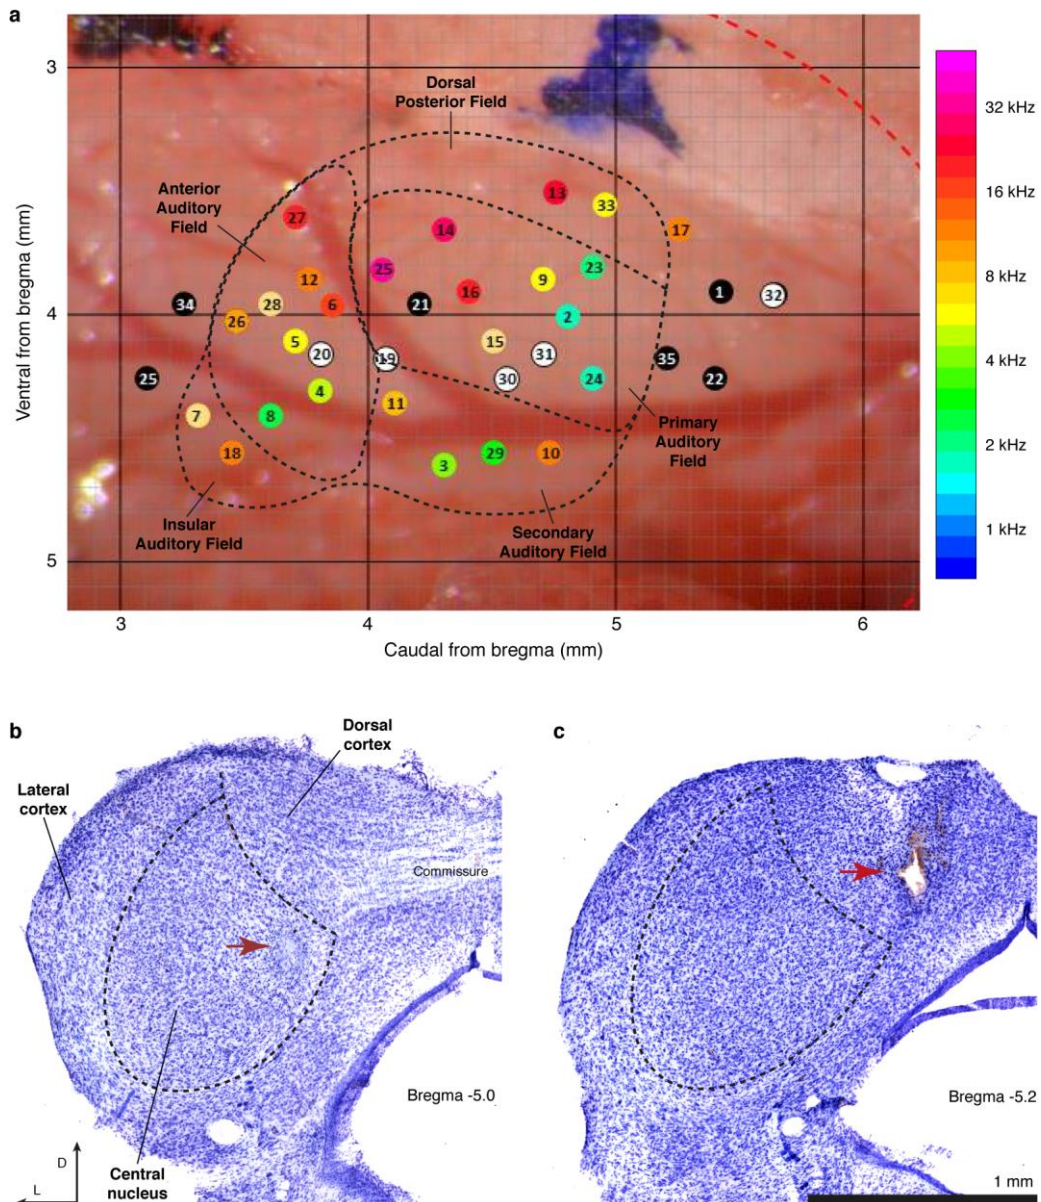 a
3
4
5
Ventral from bregma (mm)
Dorsal
Posterior Field
Anterior
Auditory
Field
13
33
27
14
17
25
23
12
9
16
34
28
6
21
1
32
26
2
5
15
20
19
31
35
25
30
24
22
4
11
7
8
18
3
29
10
Primary
Auditory
Field
Insular
Auditory Field
Secondary
Auditory Field
3
4
5
6
Caudal from bregma (mm)
32 kHz
16 kHz
8 kHz
4 kHz
2 kHz
1 kHz
b
Dorsal
cortex
Lateral
cortex
Commissure
Bregma -5.0
Central
nucleus
D
L
c
Bregma -5.2
1 mm